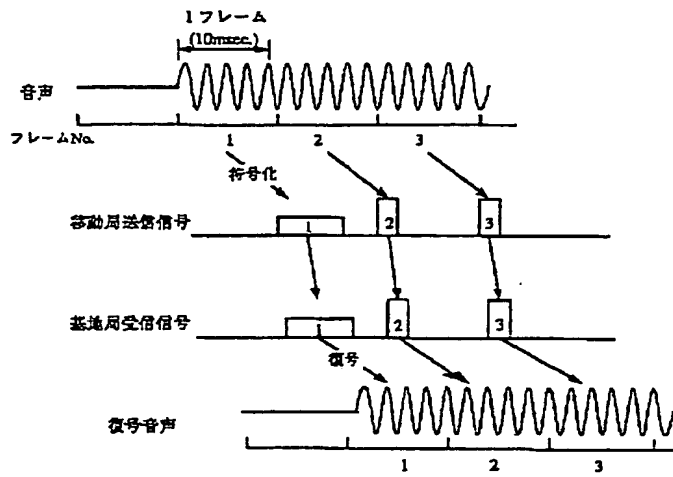 1フレーム
(10msec.)
音声
フレームNo.
1 2 3
符号化
移動局送信信号
1 2 3
基地局受信信号
1 2 3
復号
復号音声
1 2 3